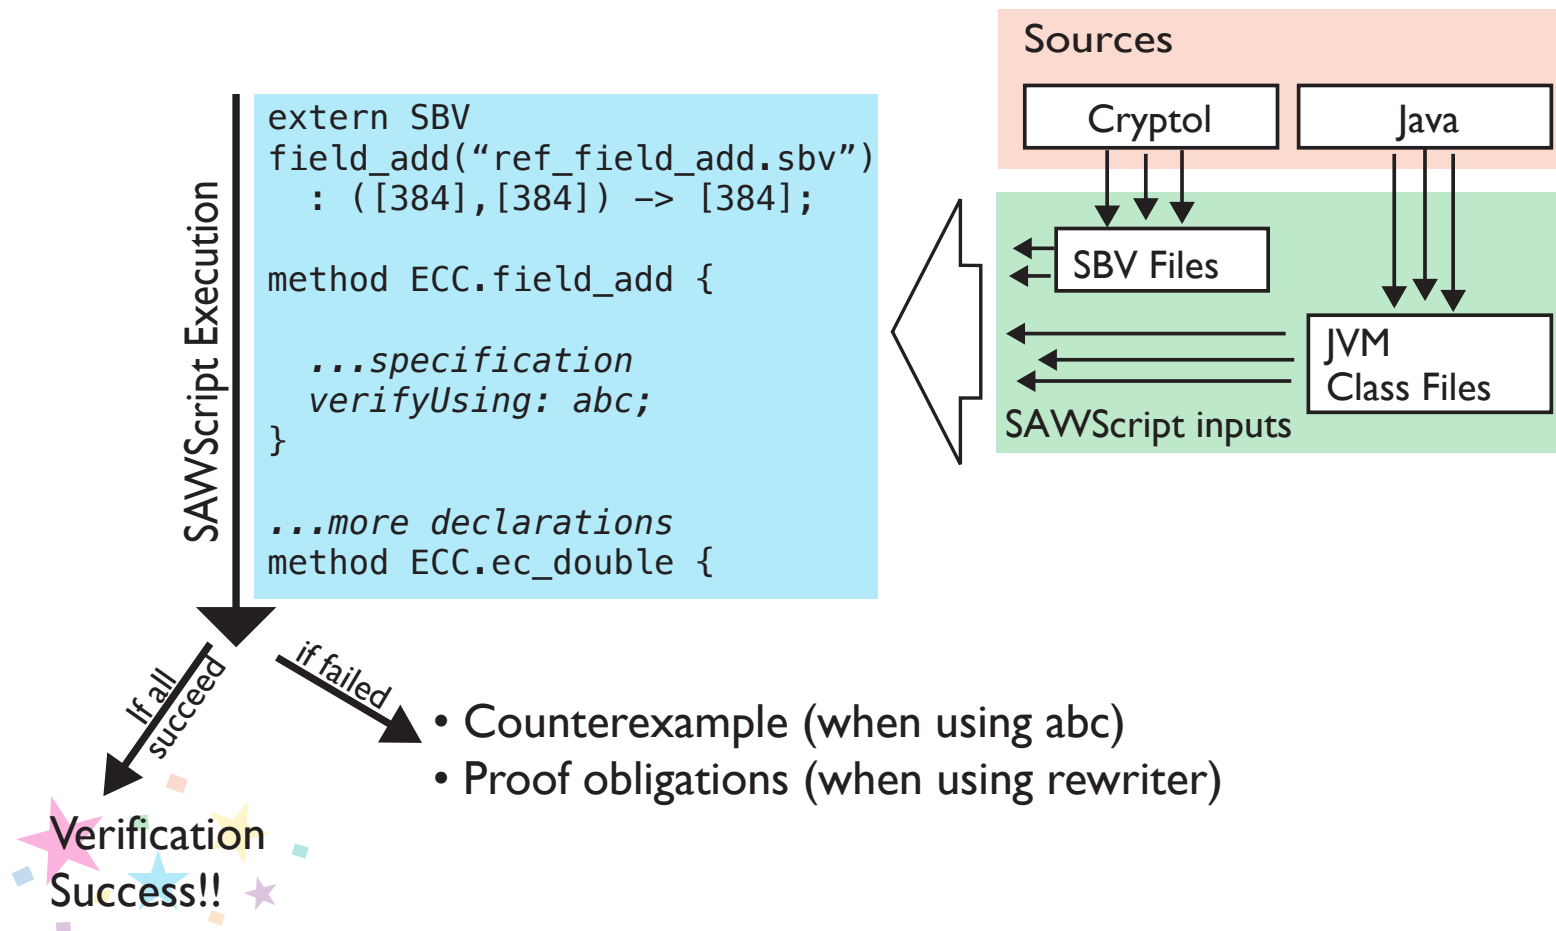 Sources
Cryptol
Java
SBV Files
JVM
Class Files
SAWScript inputs
SAWScript Execution
extern SBV
field_add(“ref_field_add.sbv”)
  : ([384],[384]) −> [384];
method ECC.field_add {
  ...specification
  verifyUsing: abc;
}
...more declarations
method ECC.ec_double {
If all
succeed
if failed
• Counterexample (when using abc)
• Proof obligations (when using rewriter)
Verification
Success!!